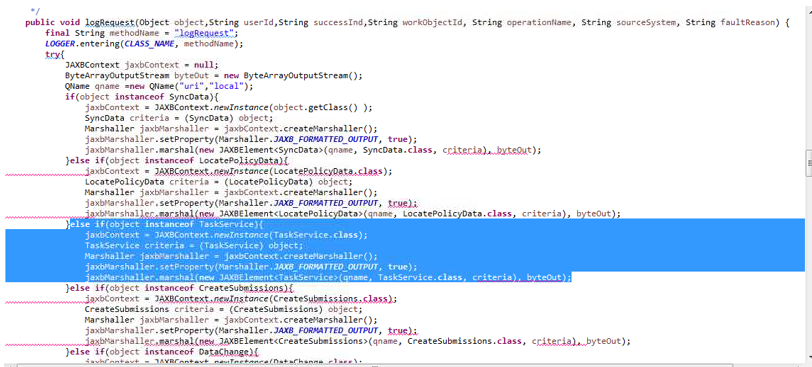 */
public void logRequest(Object object,String userId,String successInd,String workObjectId, String operationName, String sourceSystem, String faultReason) {
final String methodName = "logRequest";
LOGGER.entering(CLASS_NAME, methodName);
try{
JAXBContext jaxbContext = null;
ByteArrayOutputStream byteOut = new ByteArrayOutputStream();
QName qname =new QName("uri","local");
if(object instanceof SyncData){
jaxbContext = JAXBContext.newInstance(object.getClass() );
SyncData criteria = (SyncData) object;
Marshaller jaxbMarshaller = jaxbContext.createMarshaller();
jaxbMarshaller.setProperty(Marshaller.JAXB_FORMATTED_OUTPUT, true);
jaxbMarshaller.marshal(new JAXBElement<SyncData>(qname, SyncData.class, criteria), byteOut);
}else if(object instanceof LocatePolicyData){
jaxbContext = JAXBContext.newInstance(LocatePolicyData.class);
LocatePolicyData criteria = (LocatePolicyData) object;
Marshaller jaxbMarshaller = jaxbContext.createMarshaller();
jaxbMarshaller.setProperty(Marshaller.JAXB_FORMATTED_OUTPUT, true);
jaxbMarshaller.marshal(new JAXBElement<LocatePolicyData>(qname, LocatePolicyData.class, criteria), byteOut);
}else if(object instanceof TaskService){
jaxbContext = JAXBContext.newInstance(TaskService.class);
TaskService criteria = (TaskService) object;
Marshaller jaxbMarshaller = jaxbContext.createMarshaller();
jaxbMarshaller.setProperty(Marshaller.JAXB_FORMATTED_OUTPUT, true);
jaxbMarshaller.marshal(new JAXBElement<TaskService>(qname, TaskService.class, criteria), byteOut);
}else if(object instanceof CreateSubmissions){
jaxbContext = JAXBContext.newInstance(CreateSubmissions.class);
CreateSubmissions criteria = (CreateSubmissions) object;
Marshaller jaxbMarshaller = jaxbContext.createMarshaller();
jaxbMarshaller.setProperty(Marshaller.JAXB_FORMATTED_OUTPUT, true);
jaxbMarshaller.marshal(new JAXBElement<CreateSubmissions>(qname, CreateSubmissions.class, criteria), byteOut);
}else if(object instanceof DataChange){
jaxbContext = JAXBContext.newInstance(DataChange.class);